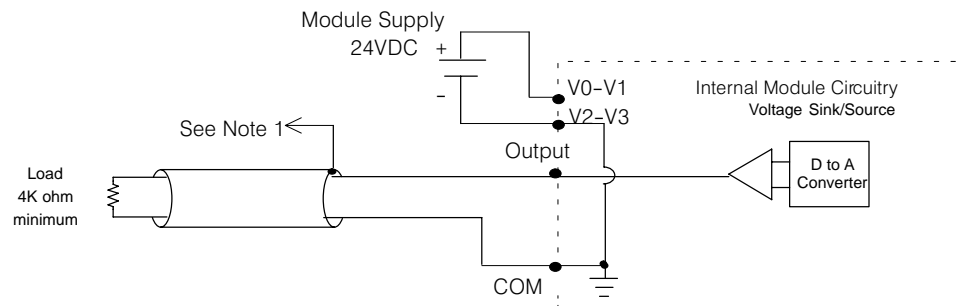 Module Supply
24VDC
+
-
V0-V1
V2-V3
Internal Module Circuitry
Voltage Sink/Source
See Note 1
Output
Load
4K ohm
minimum
D to A
Converter
COM